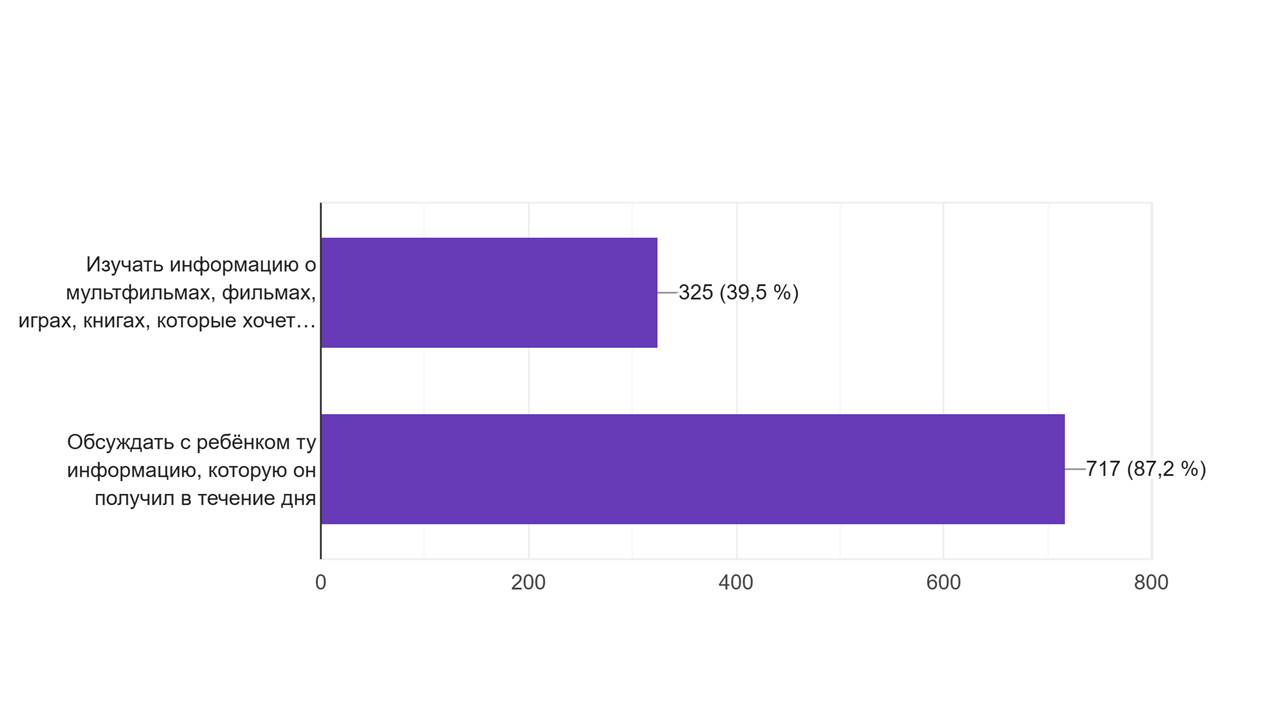 Изучать информацию о
мультфильмах, фильмах,
играх, книгах, которые хочет…
325 (39,5 %)
Обсуждать с ребёнком ту
информацию, которую он
получил в течение дня
717 (87,2 %)
0 200 400 600 800